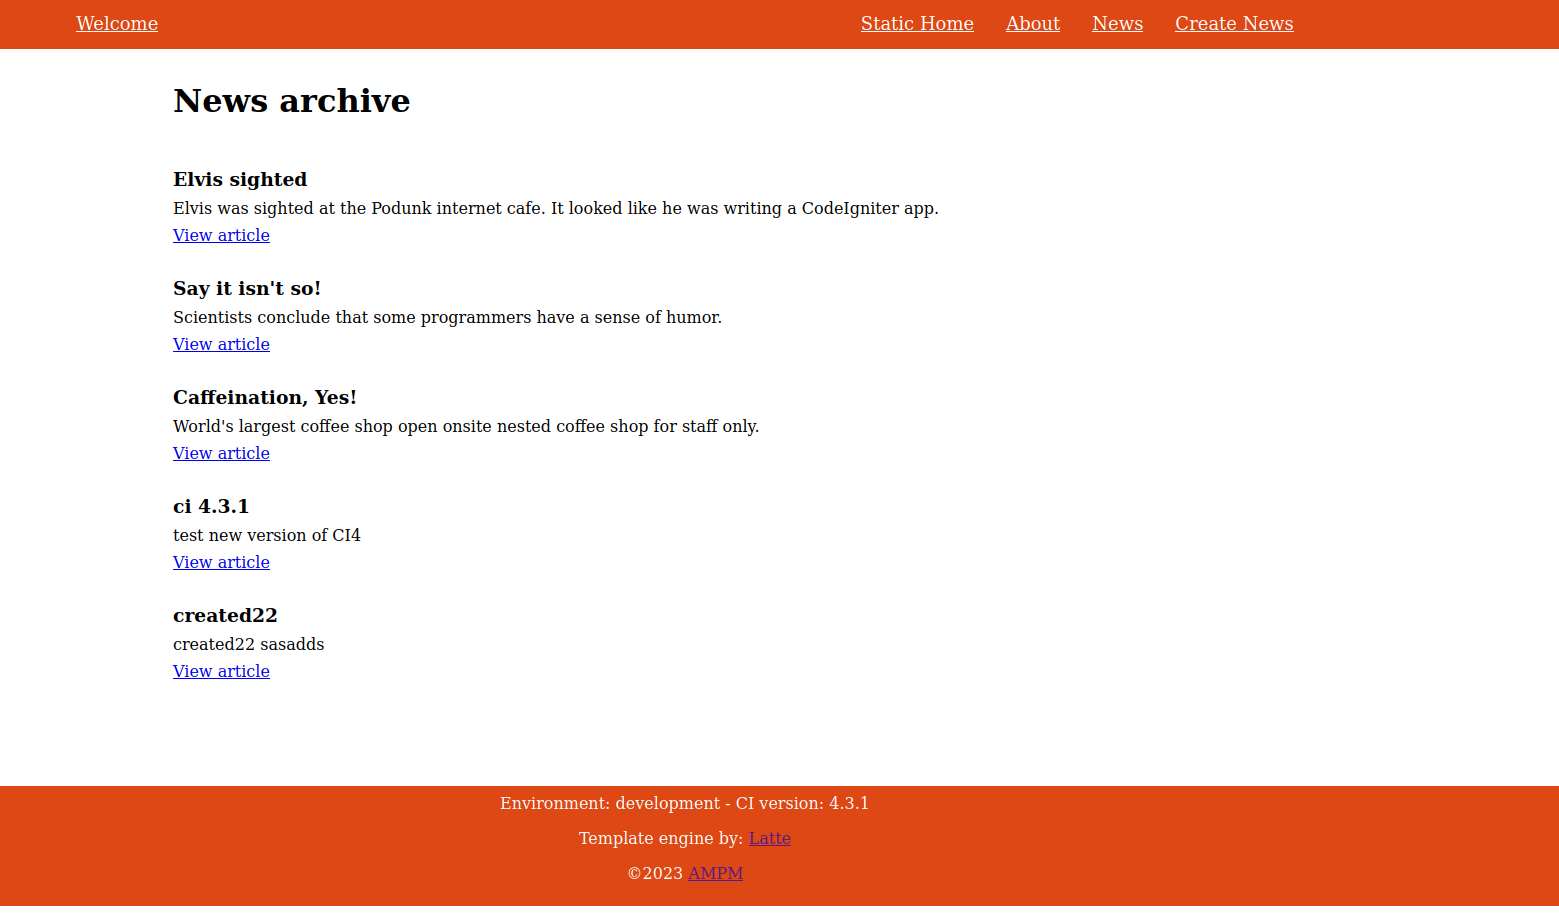 Welcome Static Home About News Create News
News archive
Elvis sighted
Elvis was sighted at the Podunk internet cafe. It looked like he was writing a CodeIgniter app.
View article
Say it isn't so!
Scientists conclude that some programmers have a sense of humor.
View article
Caffeination, Yes!
World's largest coffee shop open onsite nested coffee shop for staff only.
View article
ci 4.3.1
test new version of CI4
View article
created22
created22 sasadds
View article
Environment: development - CI version: 4.3.1
Template engine by: Latte
©2023 AMPM